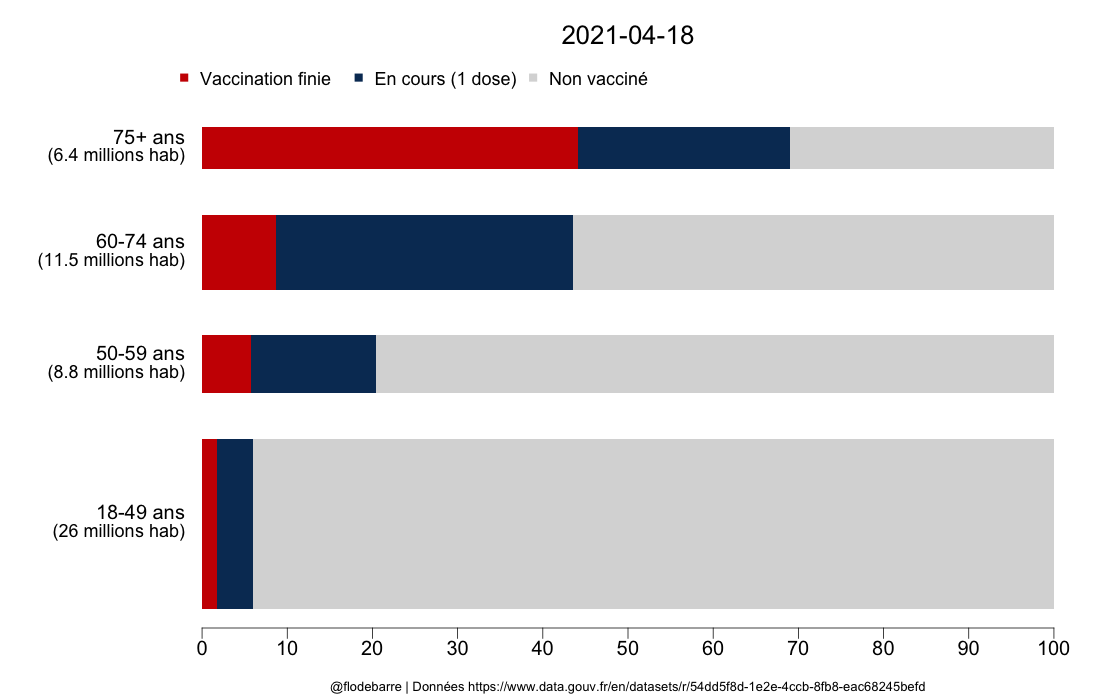 2021-04-18
Vaccination finie En cours (1 dose) Non vacciné
75+ ans
(6.4 millions hab)
60-74 ans
(11.5 millions hab)
50-59 ans
(8.8 millions hab)
18-49 ans
(26 millions hab)
0 10 20 30 40 50 60 70 80 90 100
@flodebarre | Données https://www.data.gouv.fr/en/datasets/r/54dd5f8d-1e2e-4ccb-8fb8-eac68245befd